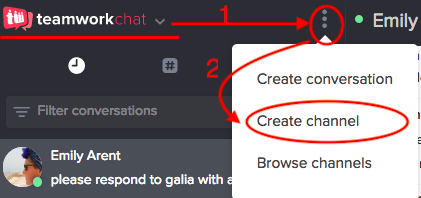 teamworkchat
1
Emily
2
#
Create conversation
Filter conversations
Create channel
Emily Arent
Browse channels
please respond to galia with a